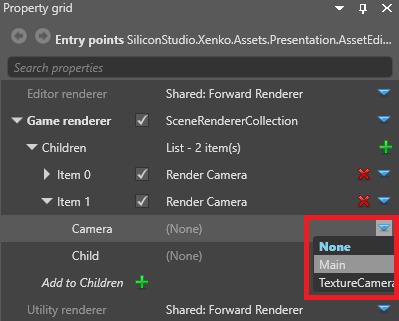 Property grid
Entry points SiliconStudio.Xenko.Assets.Presentation.AssetEdi...
Search properties
Editor renderer Shared: Forward Renderer
Game renderer SceneRendererCollection
Children List - 2 item(s)
Item 0 Render Camera
Item 1 Render Camera
Camera (None)
None
Child (None)
Main
Add to Children
TextureCamera
Utility renderer Shared: Forward Renderer